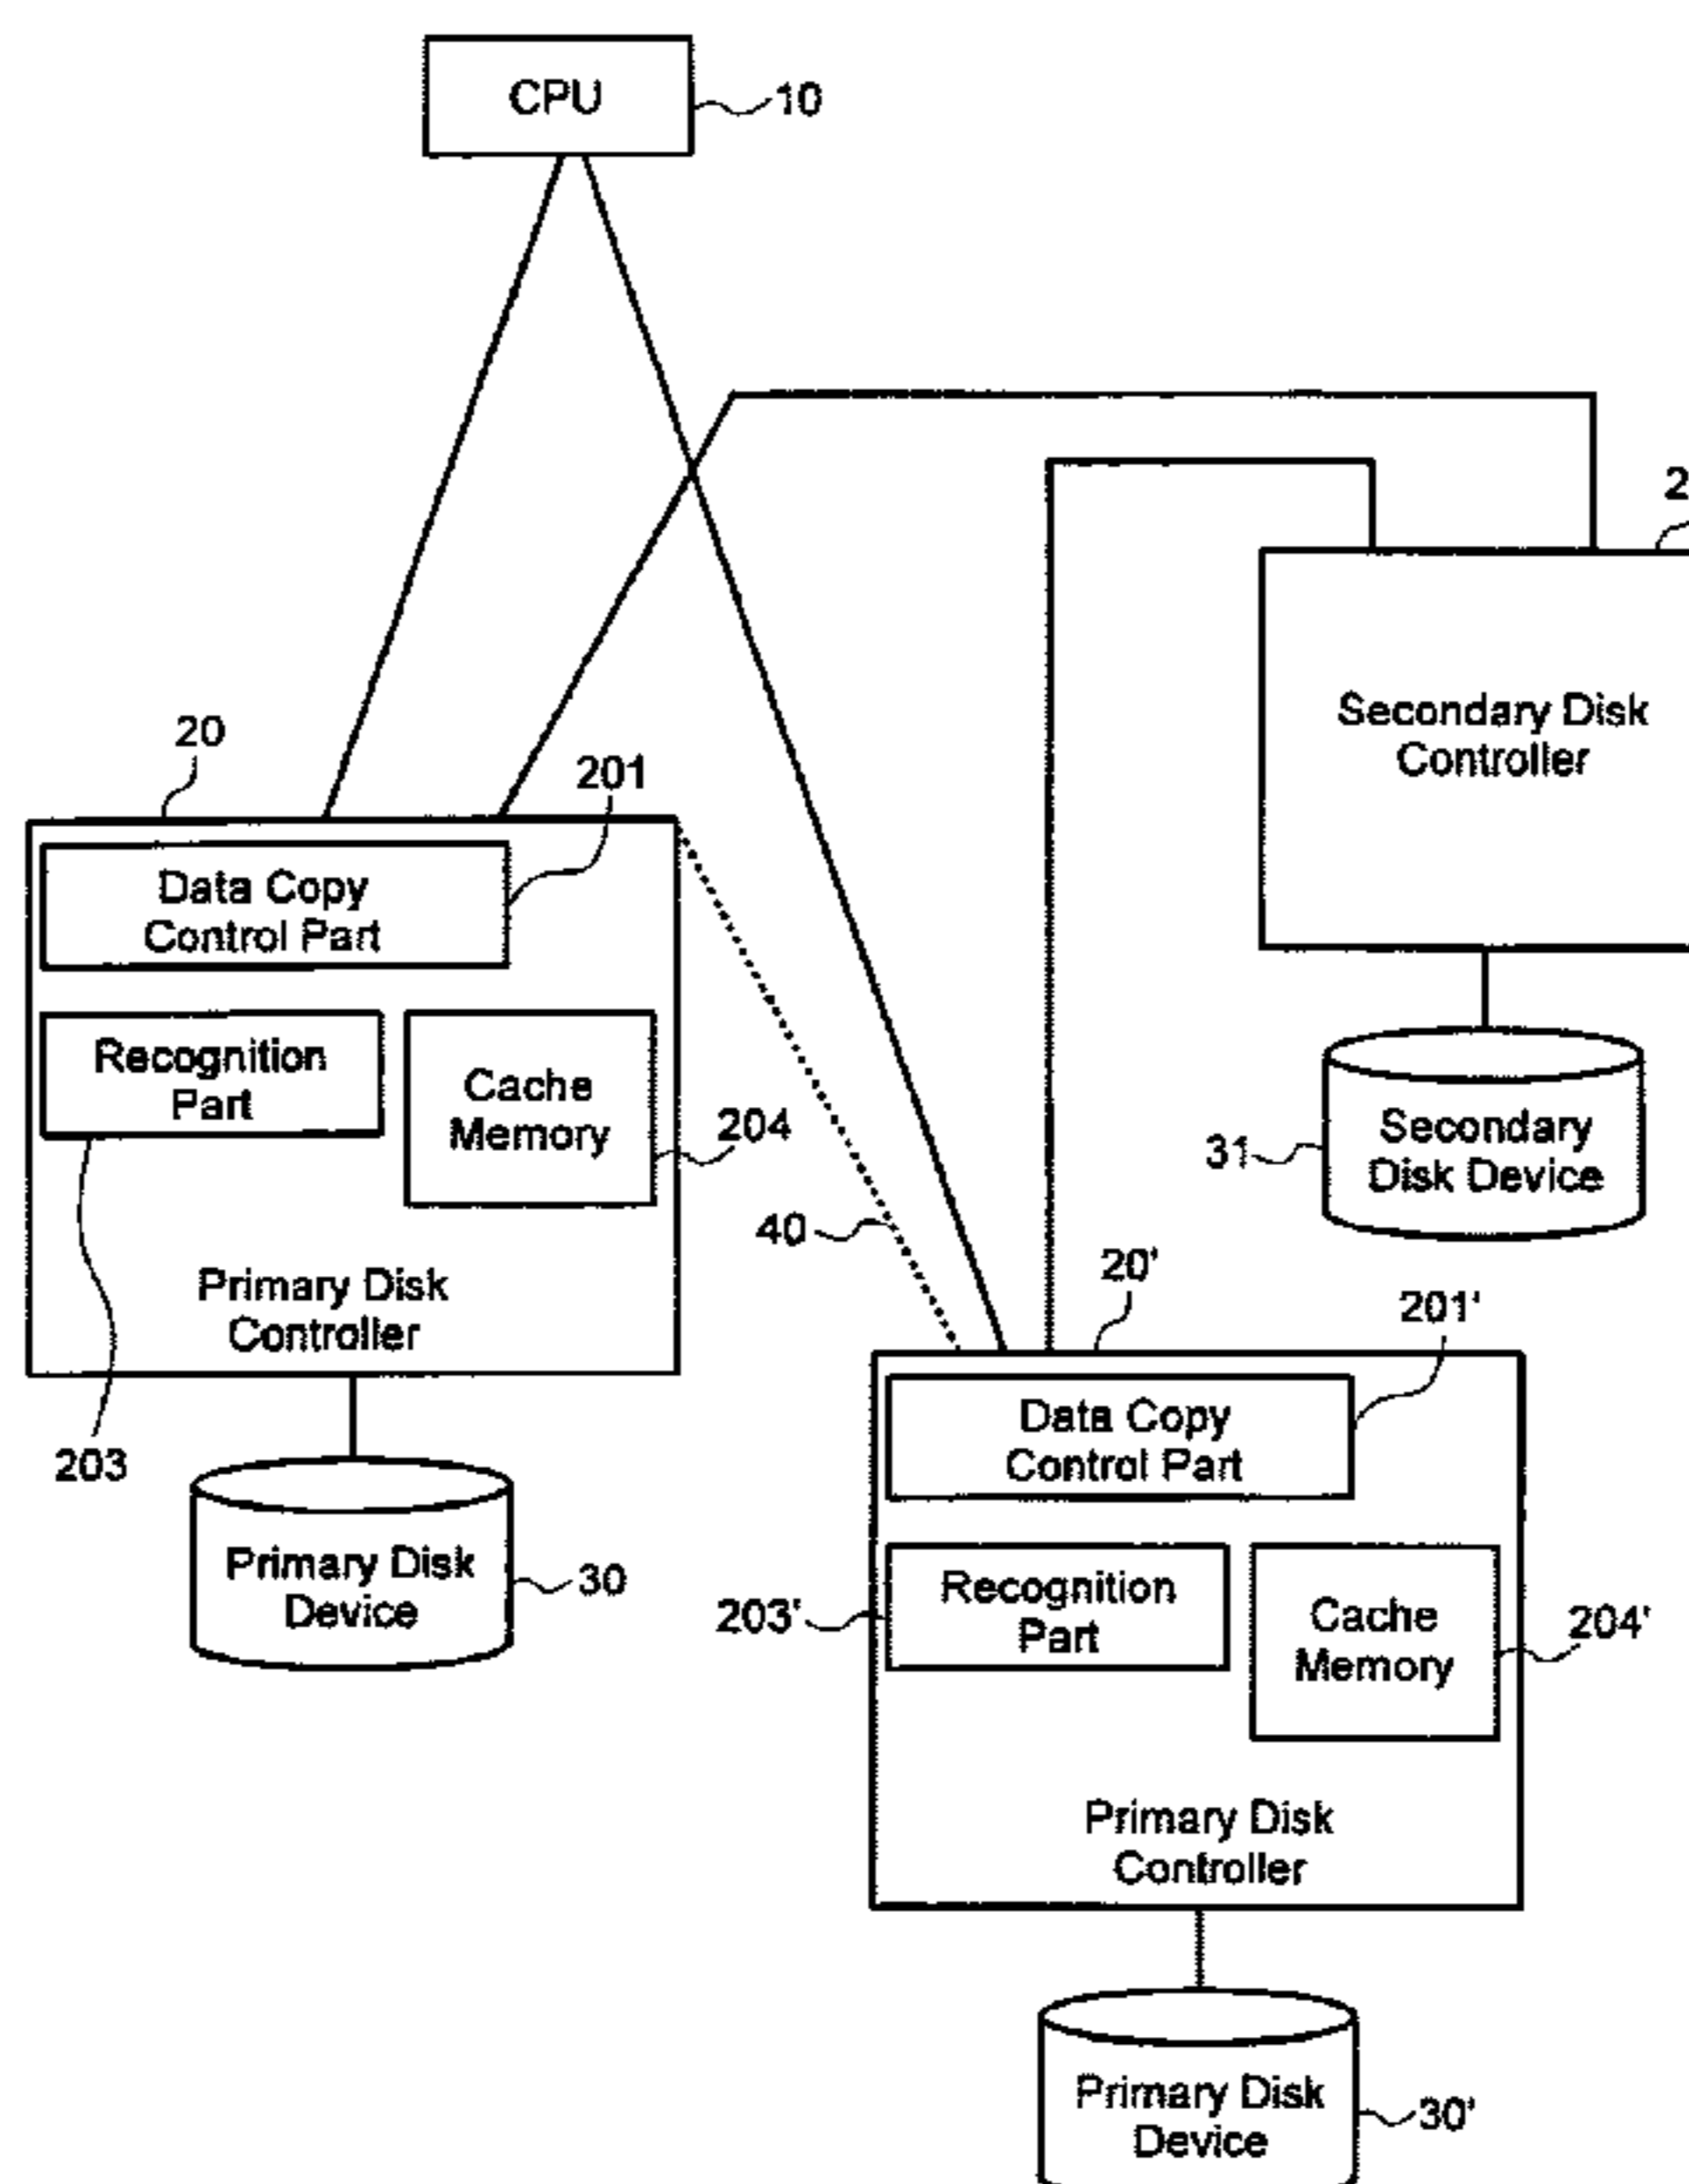 CPU
10
20
201
Data Copy
Control Part
Recognition
Part
Cache
Memory
204
203
Primary Disk
Controller
Primary Disk
Device
30
40
Secondary Disk
Controller
31
Secondary
Disk Device
20'
201'
Data Copy
Control Part
203'
Recognition
Part
Cache
Memory
204'
Primary Disk
Controller
Primary Disk
Device
30'